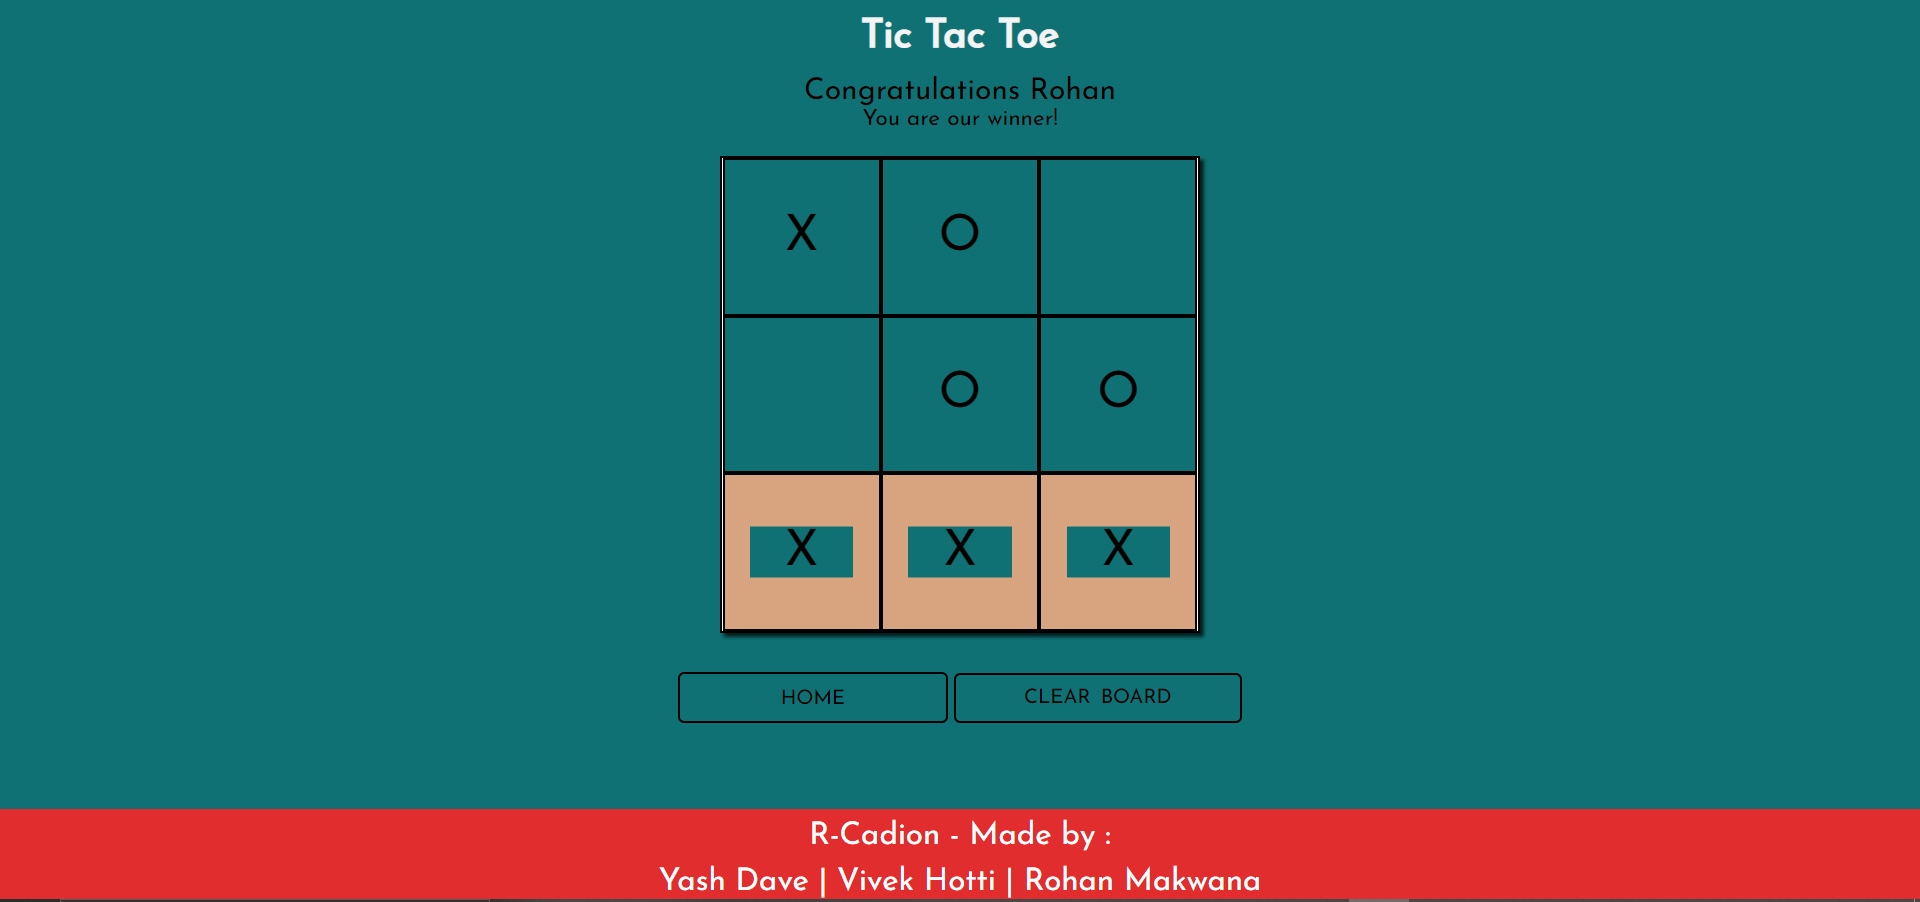 Tic Tac Toe
Congratulations Rohan
You are our winner!
X O
O O
X X X
HOME CLEAR BOARD
R-Cadion - Made by :
Yash Dave | Vivek Hotti | Rohan Makwana